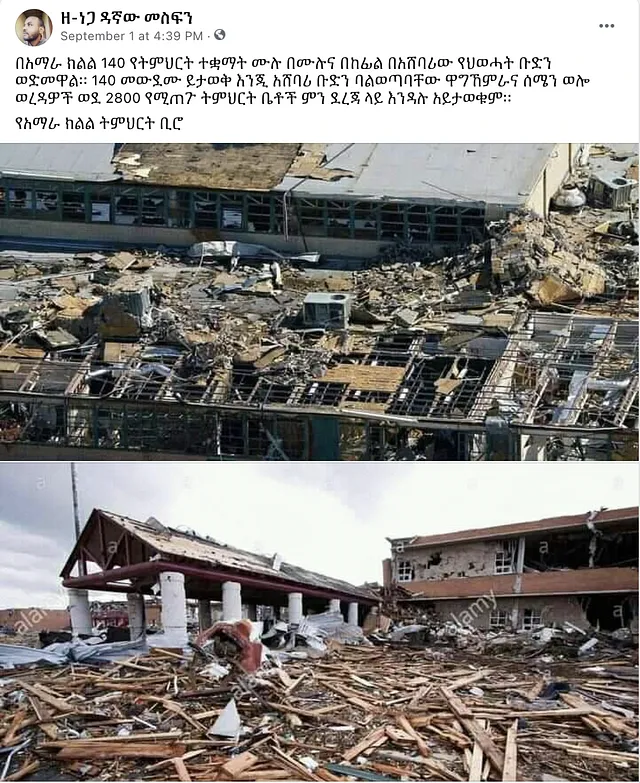 ዘ-ነጋ ዳኛው መስፍን
September 1 at 4:39 PM ·
በአማራ ክልል 140 የትምህርት ተቋማት ሙሉ በሙሉና በከፊል በአሸባሪው የህወሓት ቡድን
ወድመዋል። 140 መውደሙ ይታወቅ እንጂ አሸባሪ ቡድን ባልወጣባቸው ዋግኸምራና ሰሜን ወሎ
ወረዳዎች ወደ 2800 የሚጠጉ ትምህርት ቤቶች ምን ደረጃ ላይ እንዳሉ አይታወቁም።
የአማራ ክልል ትምህርት ቢሮ
alamy
alamy
alamy